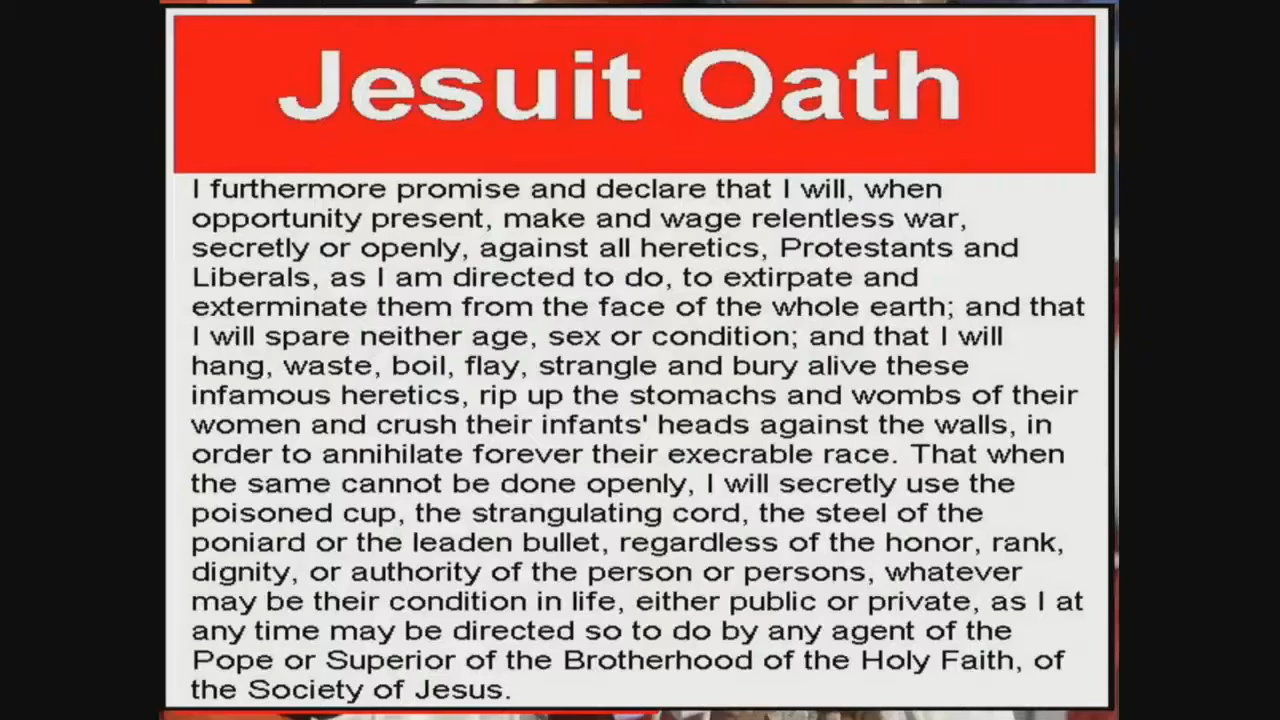 Jesuit Oath
I furthermore promise and declare that I will, when
opportunity present, make and wage relentless war,
secretly or openly, against all heretics, Protestants and
Liberals, as I am directed to do, to extirpate and
exterminate them from the face of the whole earth; and that
I will spare neither age, sex or condition; and that I will
hang, waste, boil, flay, strangle and bury alive these
infamous heretics, rip up the stomachs and wombs of their
women and crush their infants' heads against the walls, in
order to annihilate forever their execrable race. That when
the same cannot be done openly, I will secretly use the
poisoned cup, the strangulating cord, the steel of the
poniard or the leaden bullet, regardless of the honor, rank,
dignity, or authority of the person or persons, whatever
may be their condition in life, either public or private, as I at
any time may be directed so to do by any agent of the
Pope or Superior of the Brotherhood of the Holy Faith, of
the Society of Jesus.